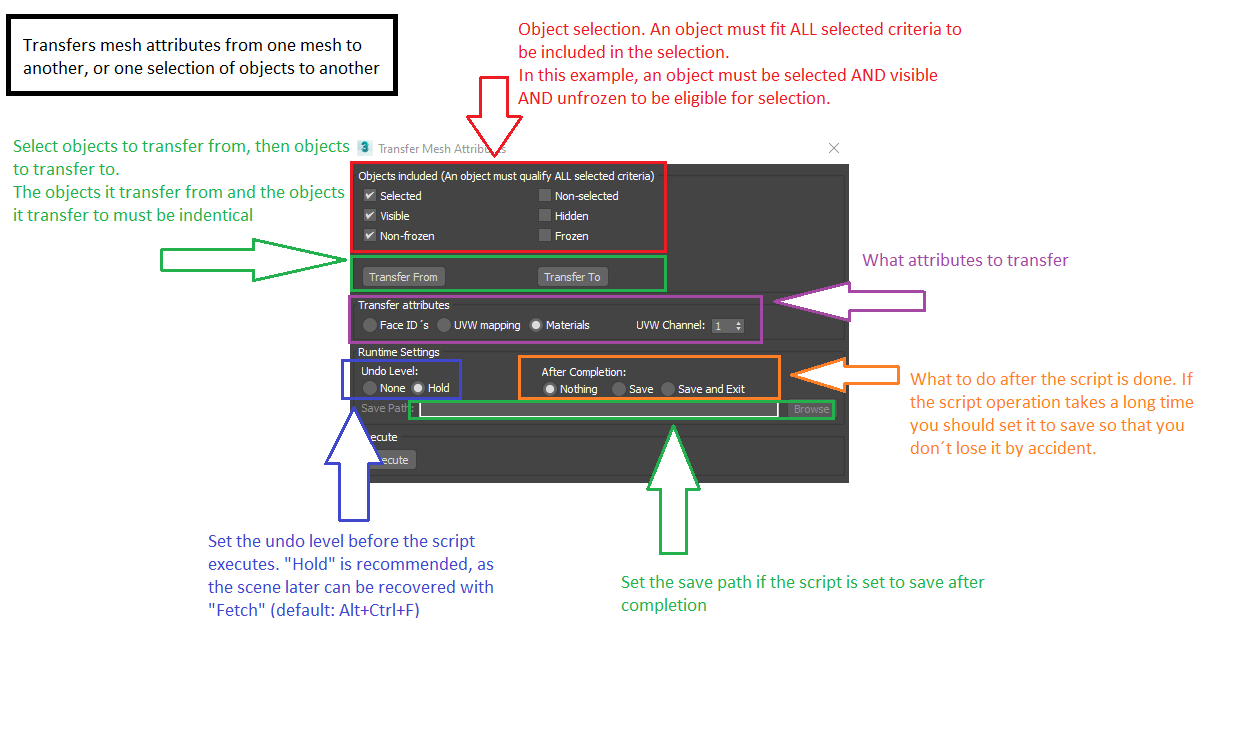 Transfers mesh attributes from one mesh to
another, or one selection of objects to another
Object selection. An object must fit ALL selected criteria to
be included in the selection.
In this example, an object must be selected AND visible
AND unfrozen to be eligible for selection.
Select objects to transfer from, then objects
to transfer to.
The objects it transfer from and the objects
it transfer to must be indentical
3 Transfer Mesh Attributes
Objects included (An object must qualify ALL selected criteria)
Selected Non-selected
Visible Hidden
Non-frozen Frozen
Transfer From Transfer To
What attributes to transfer
Transfer attributes
Face ID´s UVW mapping Materials UVW Channel: 1
Runtime Settings
Undo Level: After Completion:
None Hold Nothing Save Save and Exit
Save Path: Browse
What to do after the script is done. If
the script operation takes a long time
you should set it to save so that you
don´t lose it by accident.
ecute
ecute
Set the undo level before the script
executes. "Hold" is recommended, as
the scene later can be recovered with
"Fetch" (default: Alt+Ctrl+F)
Set the save path if the script is set to save after
completion